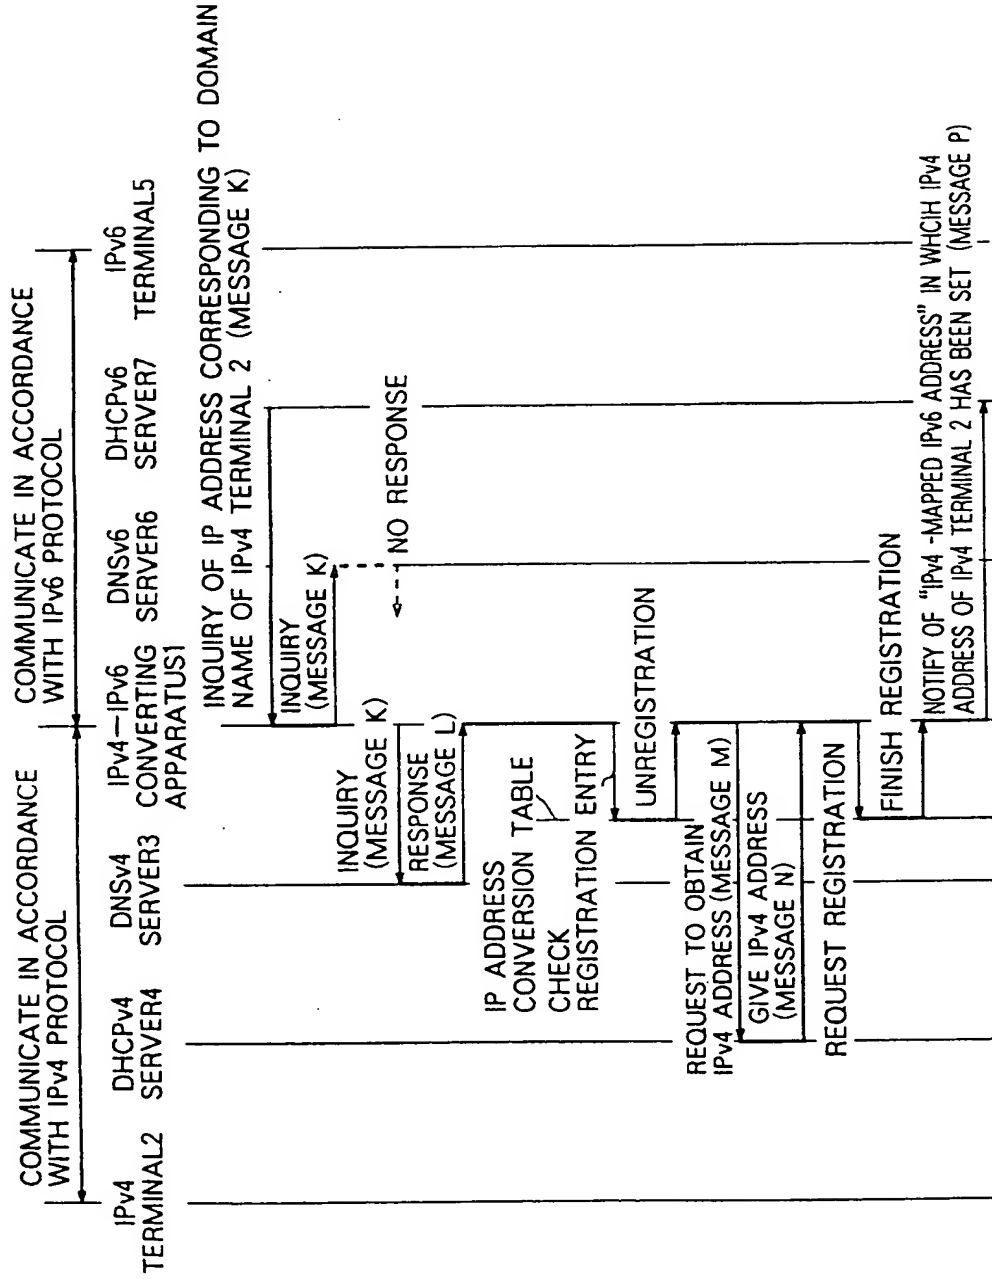 COMMUNICATE IN ACCORDANCE
WITH IPv4 PROTOCOL
COMMUNICATE IN ACCORDANCE
WITH IPv6 PROTOCOL
IPv4
TERMINAL2
DHCPv4
SERVER4
DNSv4
SERVER3
IPv4-IPv6
CONVERTING
APPARATUS1
DNSv6
SERVER6
DHCPv6
SERVER7
IPv6
TERMINAL5
INQUIRY OF IP ADDRESS CORRESPONDING TO DOMAIN
NAME OF IPv4 TERMINAL 2 (MESSAGE K)
INQUIRY
(MESSAGE K)
NO RESPONSE
INQUIRY
(MESSAGE K)
RESPONSE
(MESSAGE L)
IP ADDRESS
CONVERSION TABLE
CHECK
REGISTRATION ENTRY
UNREGISTRATION
REQUEST TO OBTAIN
IPv4 ADDRESS (MESSAGE M)
GIVE IPv4 ADDRESS
(MESSAGE N)
REQUEST REGISTRATION
FINISH REGISTRATION
NOTIFY OF "IPv4 -MAPPED IPv6 ADDRESS" IN WHCIH IPv4
ADDRESS OF IPv4 TERMINAL 2 HAS BEEN SET (MESSAGE P)